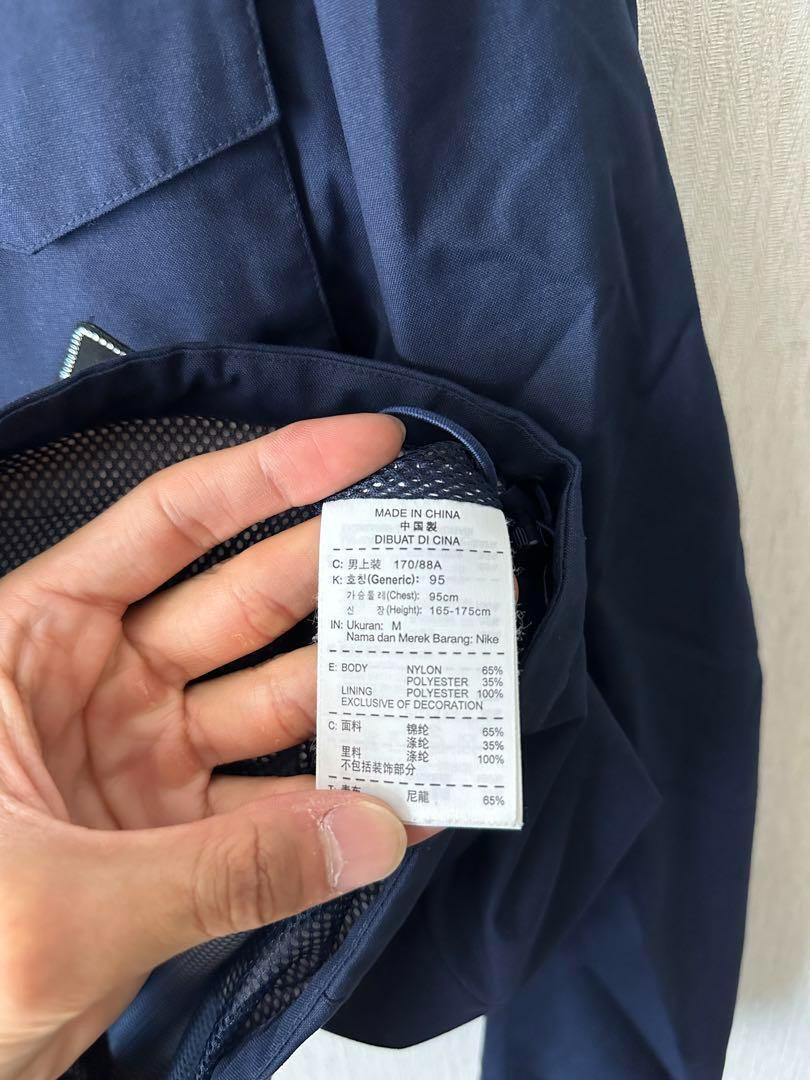 MADE IN CHINA
中国製
DIBUAT DI CINA
C: 男上装 170/88A
K: 호칭(Generic): 95
가슴둘레(Chest): 95cm
신 장(Height): 165-175cm
IN: Ukuran: M
Nama dan Merek Barang: Nike
E: BODY NYLON 65%
POLYESTER 35%
LINING POLYESTER 100%
EXCLUSIVE OF DECORATION
C: 面料 锦纶 65%
涤纶 35%
里料 涤纶 100%
不包括装饰部分
尼龍 65%